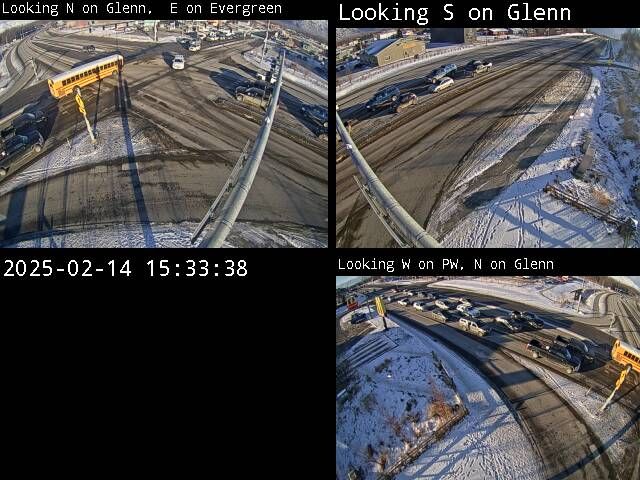 Looking N on Glenn,  E on Evergreen
Looking S on Glenn
2025-02-14 15:33:38
Looking W on PW, N on Glenn